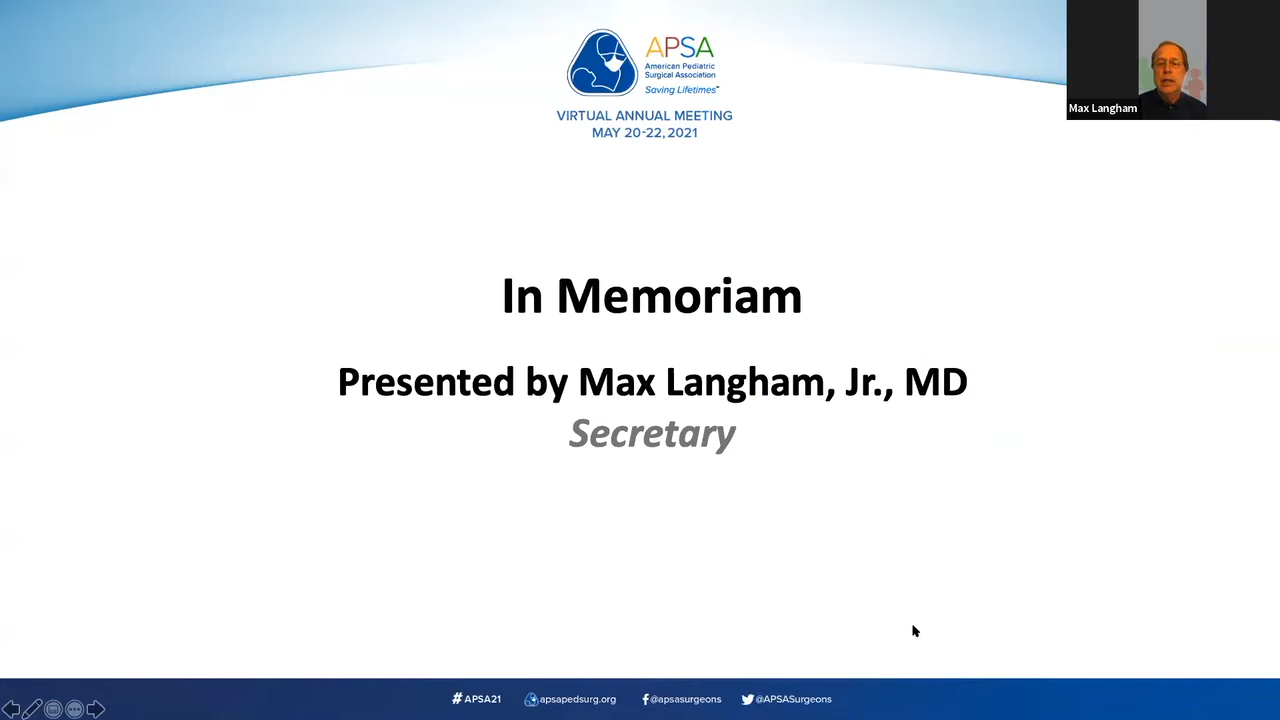 APSA
American Pediatric
Surgical Association
Saving Lifetimes™
VIRTUAL ANNUAL MEETING
MAY 20-22, 2021
Max Langham
In Memoriam
Presented by Max Langham, Jr., MD
Secretary
#APSA21
apsapedsurg.org
@apsasurgeons
@APSASurgeons